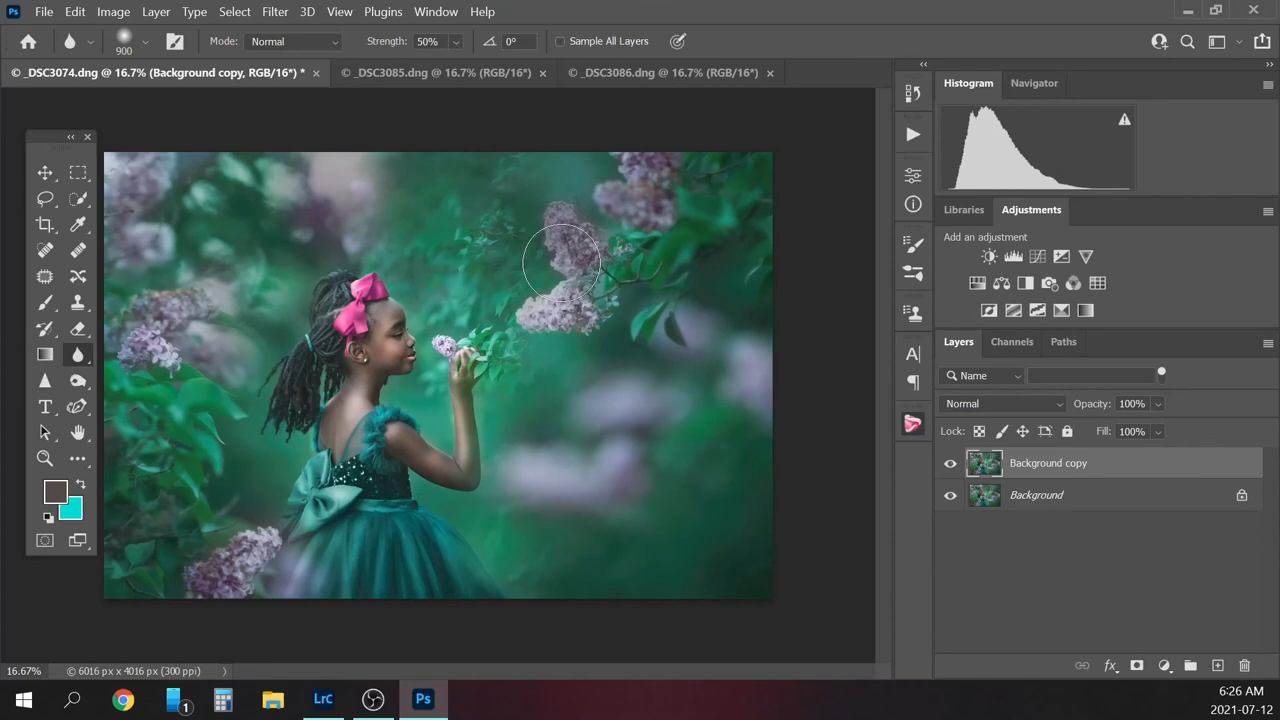 Ps File Edit Image Layer Type Select Filter 3D View Plugins Window Help
900 Mode: Normal Strength: 50% 0° Sample All Layers
© _DSC3074.dng @ 16.7% (Background copy, RGB/16*) * × © _DSC3085.dng @ 16.7% (RGB/16*) × © _DSC3086.dng @ 16.7% (RGB/16*) ×
Histogram Navigator
Libraries Adjustments
Add an adjustment
Layers Channels Paths
Name
Normal Opacity: 100%
Lock: Fill: 100%
Background copy
Background
fx
16.67% © 6016 px x 4016 px (300 ppi)
1 LrC Ps
6:26 AM
2021-07-12